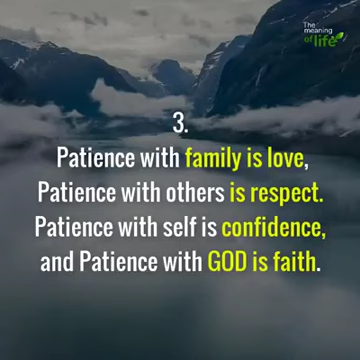 The
meaning
of life
3.
Patience with family is love,
Patience with others is respect.
Patience with self is confidence,
and Patience with GOD is faith.